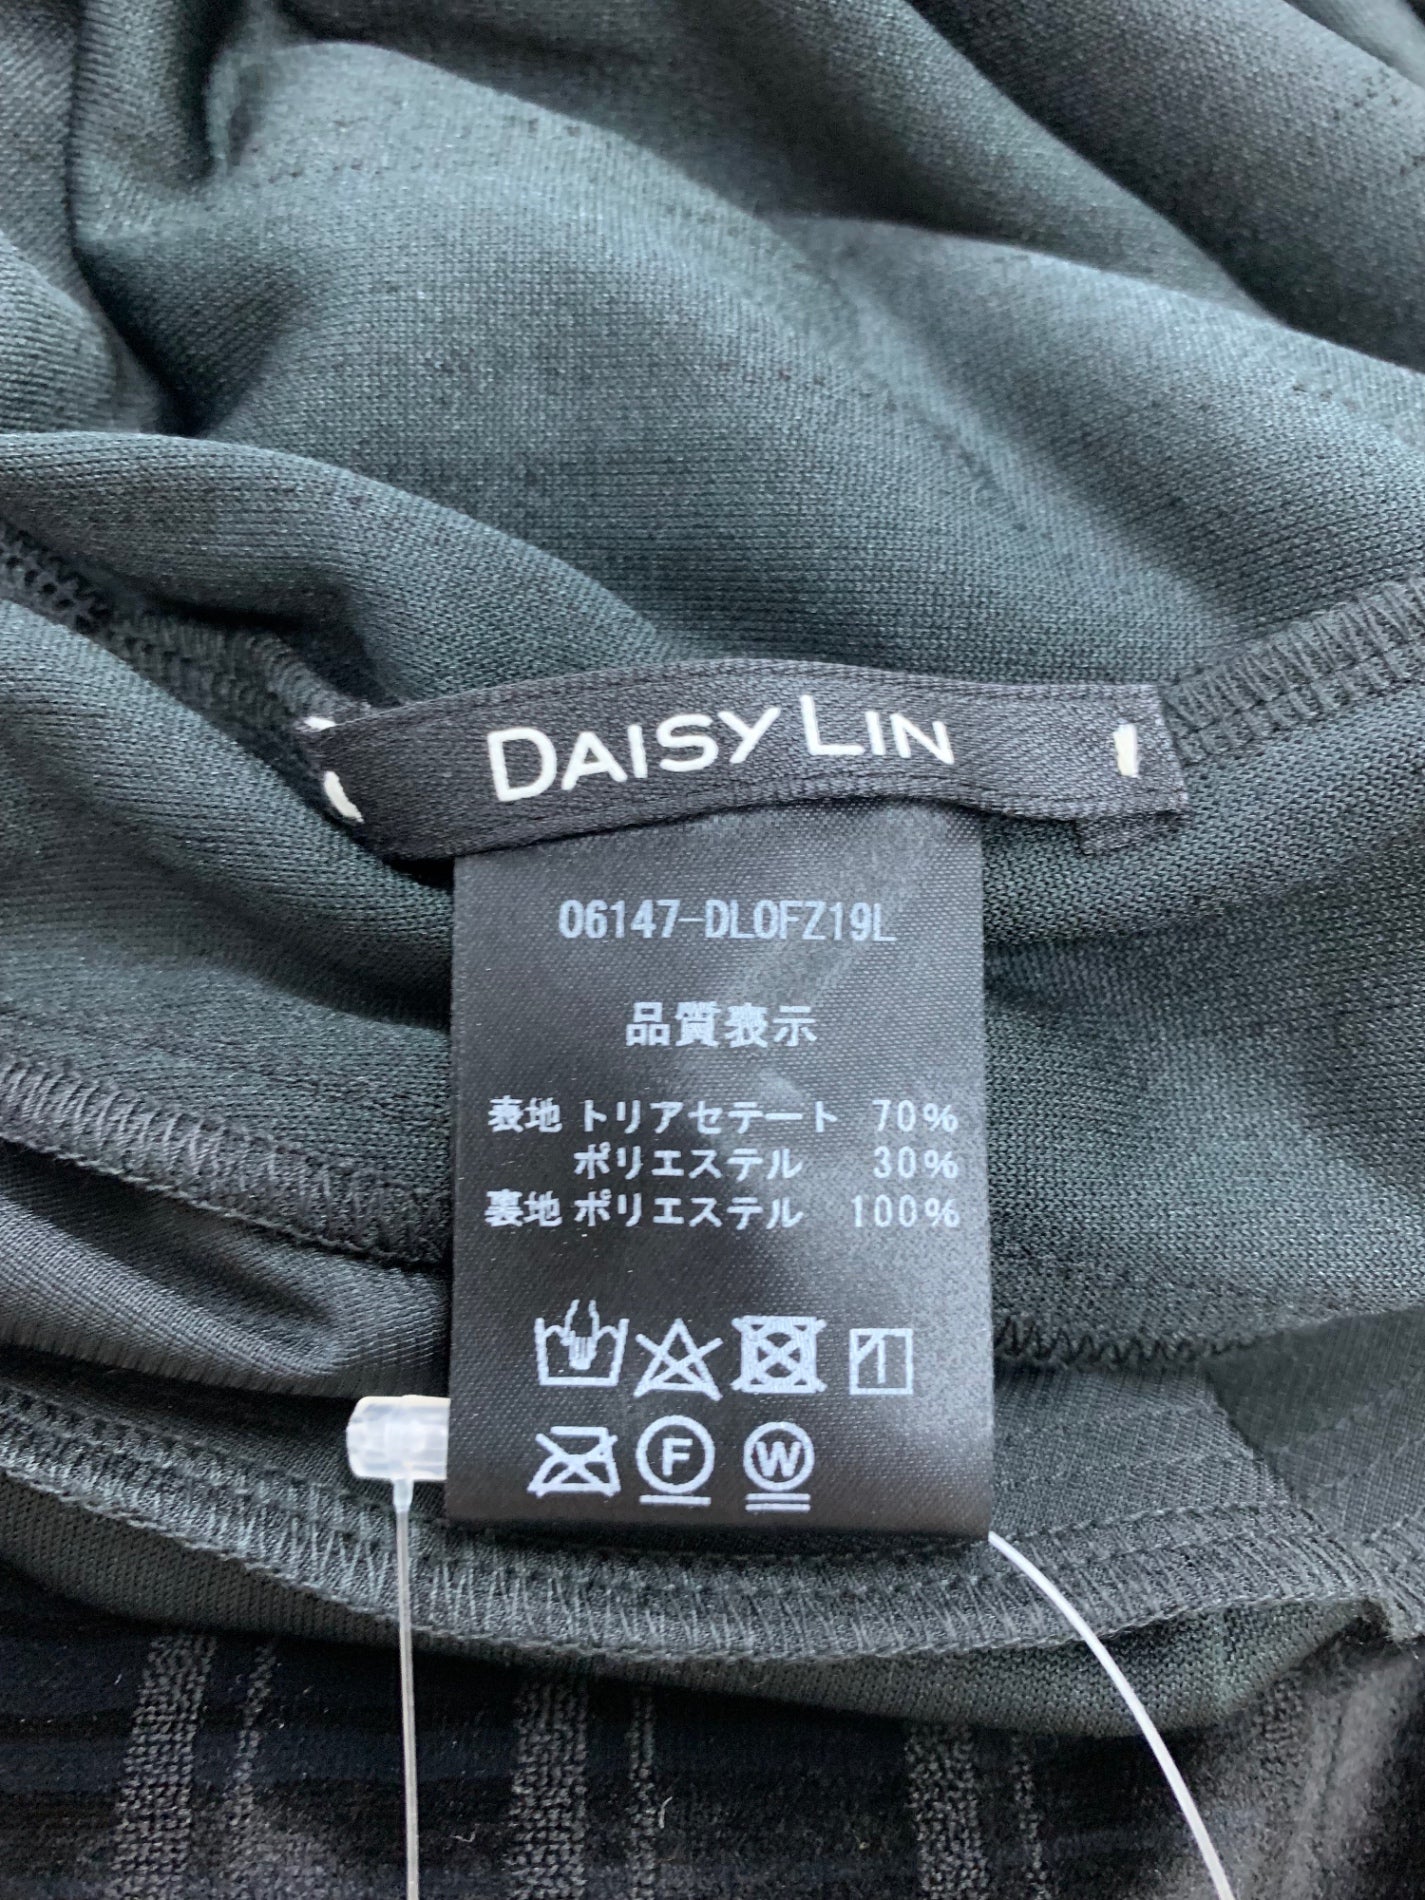 DAISY LIN
06147-DLOFZ19L
品質表示
表地 トリアセテート 70%
ポリエステル 30%
裏地 ポリエステル 100%
F W